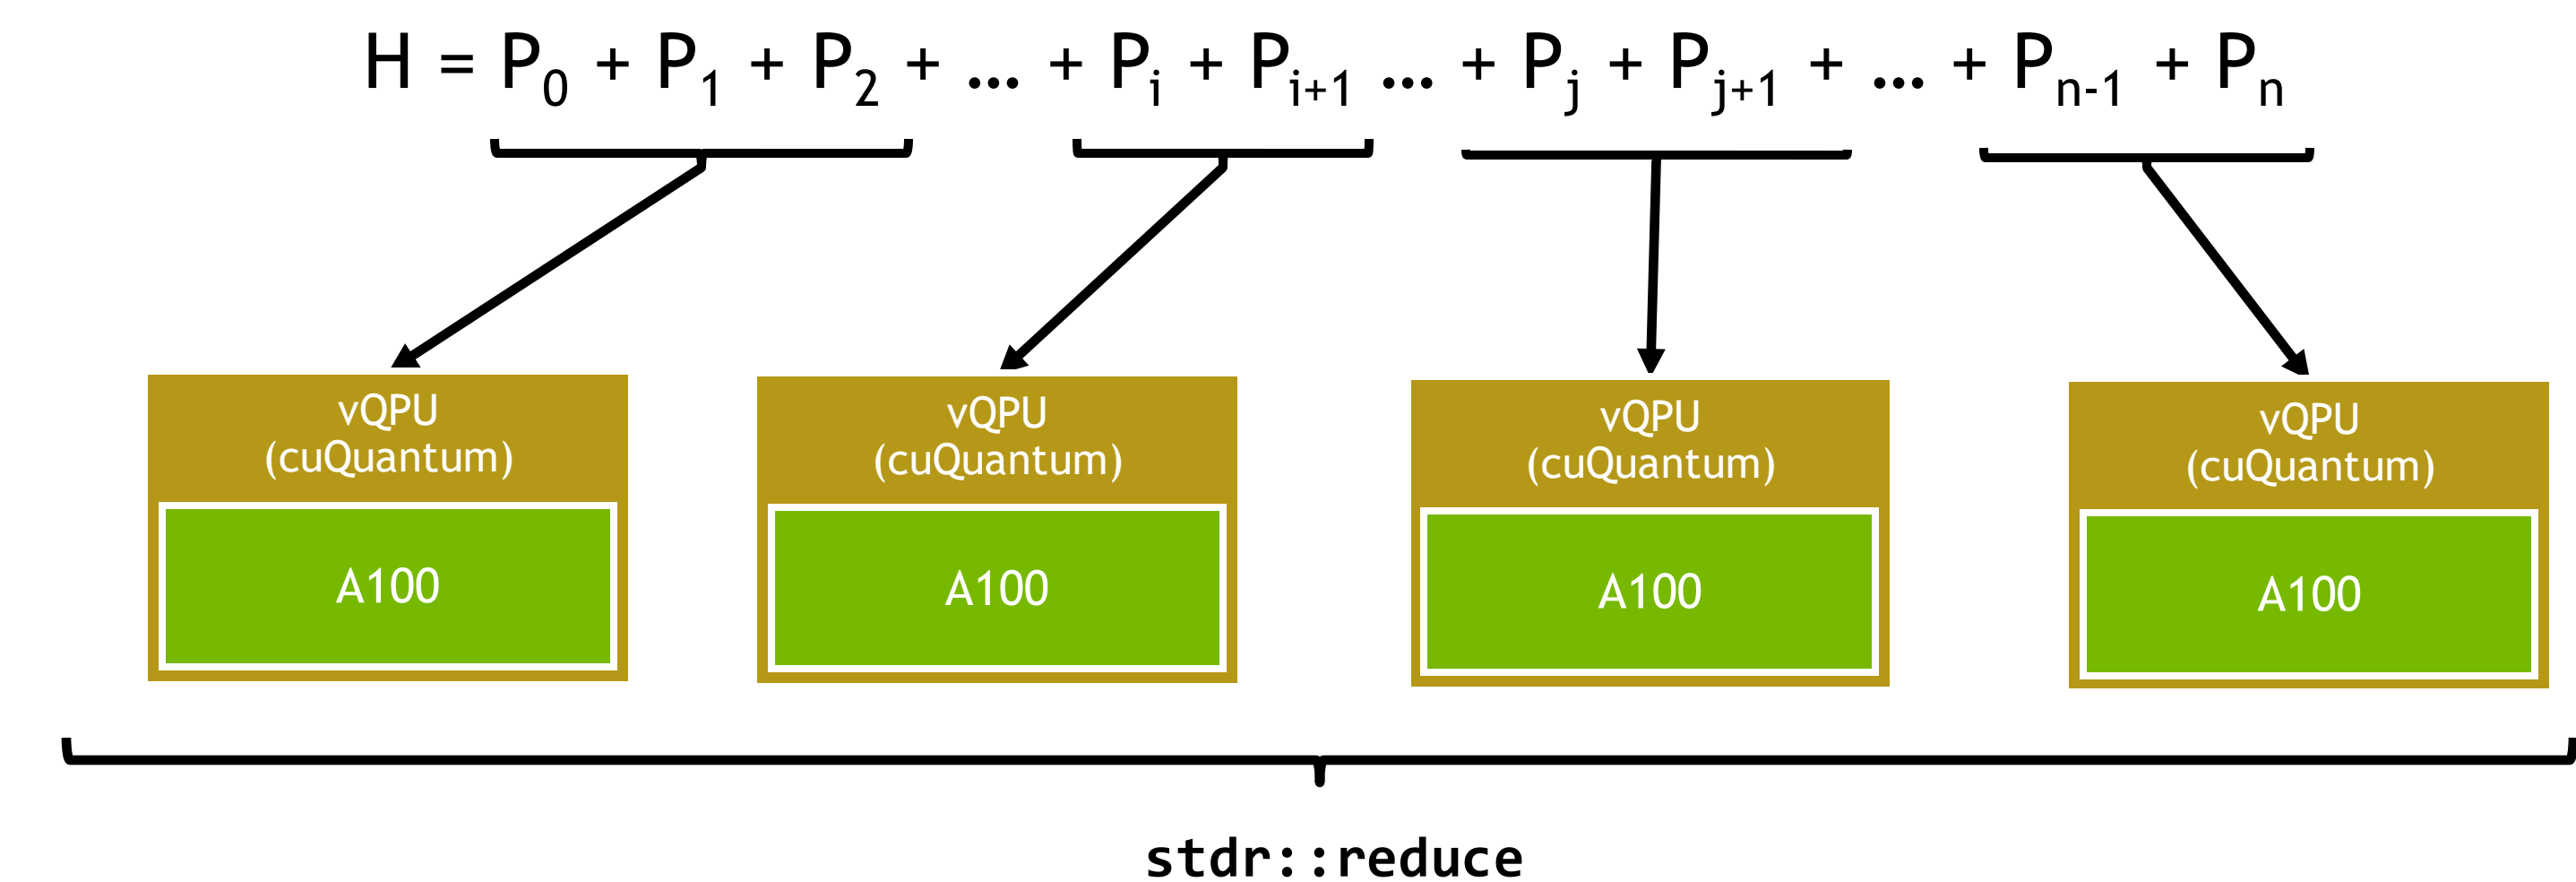 H = P₀ + P₁ + P₂ + ... + Pᵢ + Pᵢ₊₁ ... + Pⱼ + Pⱼ₊₁ + ... + Pₙ₋₁ + Pₙ
vQPU
(cuQuantum)
A100
vQPU
(cuQuantum)
A100
vQPU
(cuQuantum)
A100
vQPU
(cuQuantum)
A100
stdr::reduce